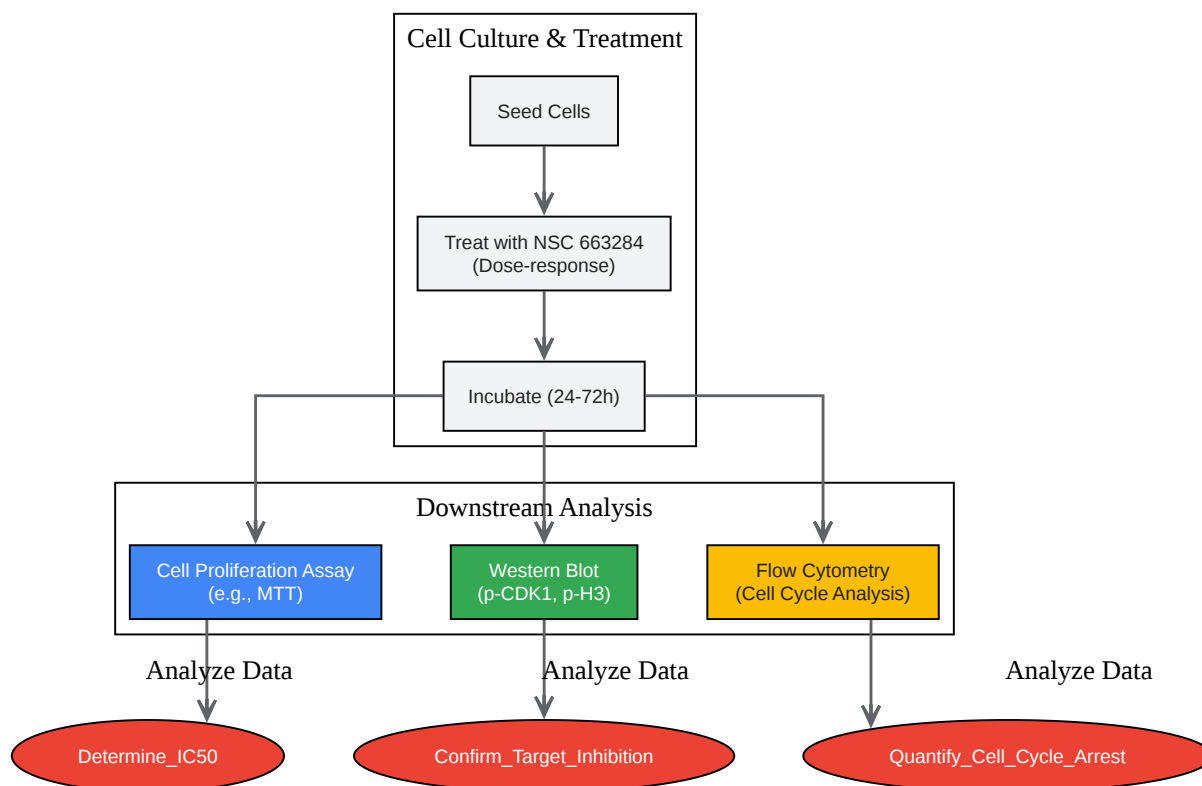 Cell Culture & Treatment
Seed Cells
Treat with NSC 663284
(Dose-response)
Incubate (24-72h)
Downstream Analysis
Cell Proliferation Assay
(e.g., MTT)
Western Blot
(p-CDK1, p-H3)
Flow Cytometry
(Cell Cycle Analysis)
Analyze Data
Analyze Data
Analyze Data
Determine_IC50
Confirm_Target_Inhibition
Quantify_Cell_Cycle_Arrest